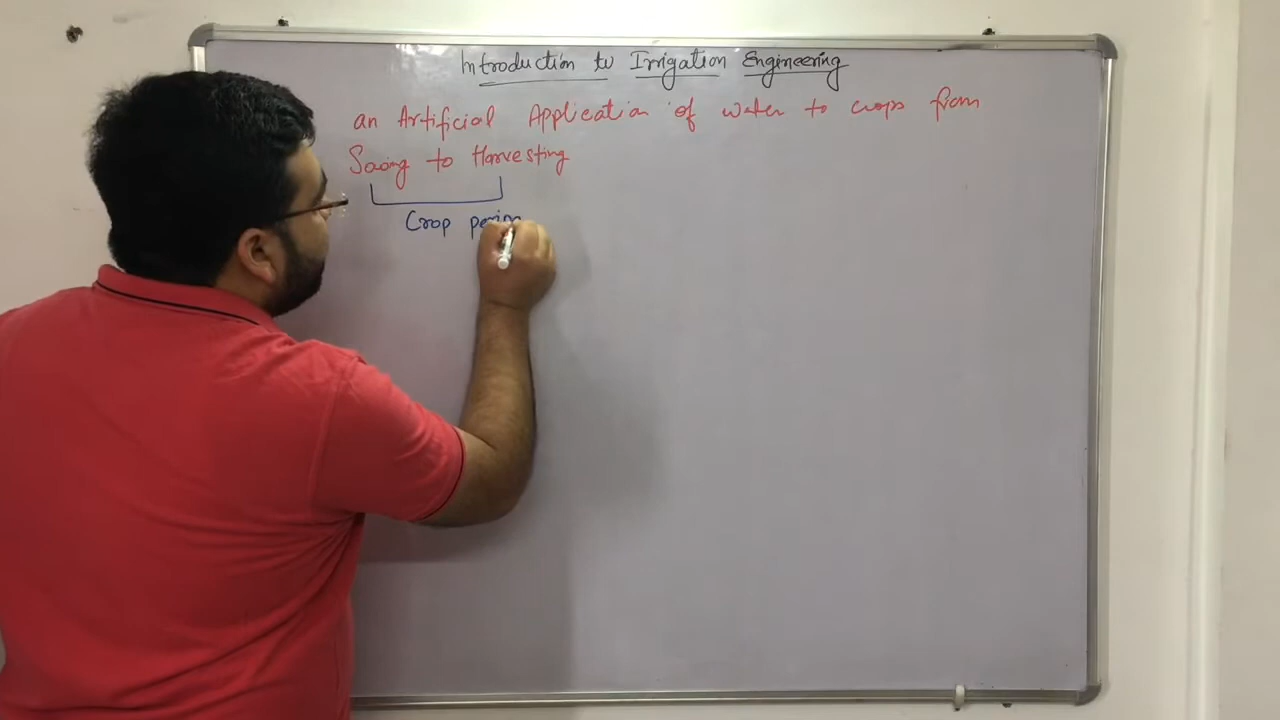 Introduction to Irrigation Engineering
an Artificial Application of water to crops from
Sowing to Harvesting
Crop